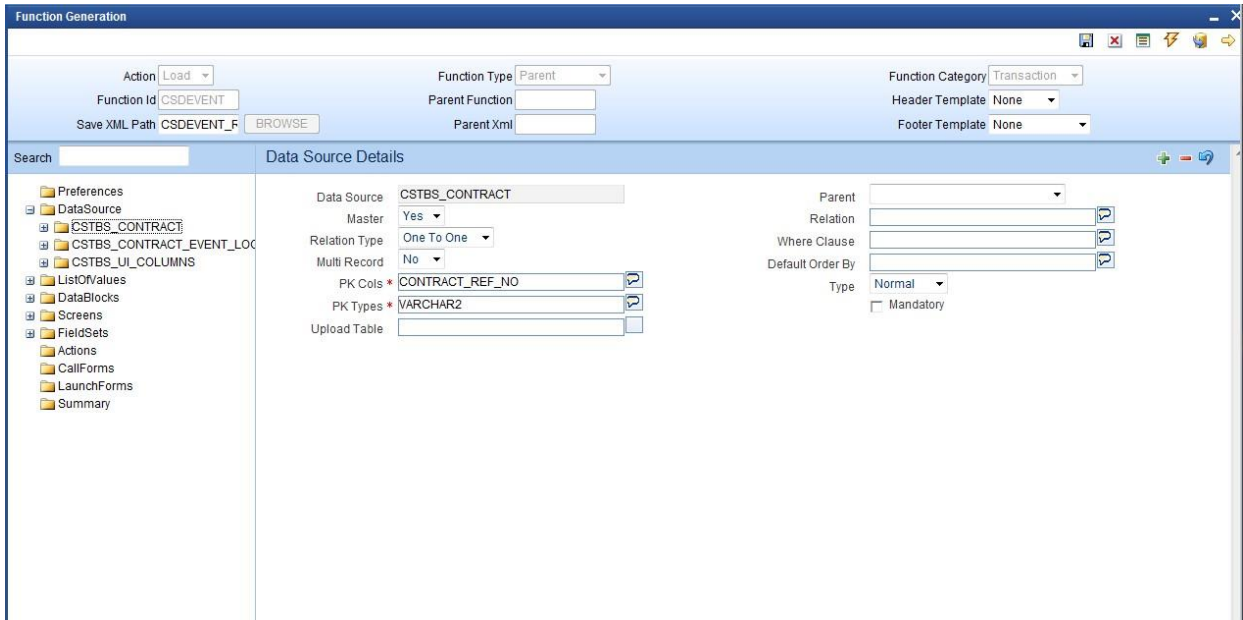 Function Generation
Action Load Function Type Parent Function Category Transaction
Function Id CSDEVENT Parent Function Header Template None
Save XML Path CSDEVENT_R BROWSE Parent Xml Footer Template None
Search Data Source Details
Preferences
DataSource
CSTBS_CONTRACT
CSTBS_CONTRACT_EVENT_LOG
CSTBS_UI_COLUMNS
ListOfValues
DataBlocks
Screens
FieldSets
Actions
CallForms
LaunchForms
Summary
Data Source CSTBS_CONTRACT Parent
Master Yes Relation
Relation Type One To One Where Clause
Multi Record No Default Order By
PK Cols * CONTRACT_REF_NO Type Normal
PK Types * VARCHAR2 Mandatory
Upload Table